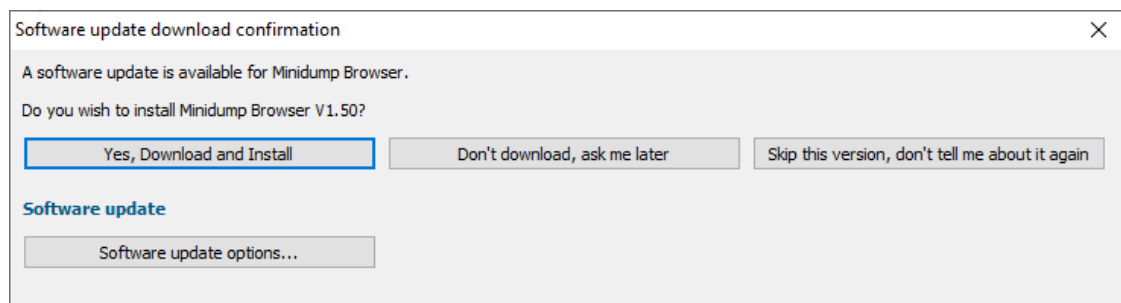 Software update download confirmation
A software update is available for Minidump Browser.
Do you wish to install Minidump Browser V1.50?
Yes, Download and Install
Don't download, ask me later
Skip this version, don't tell me about it again
Software update
Software update options...